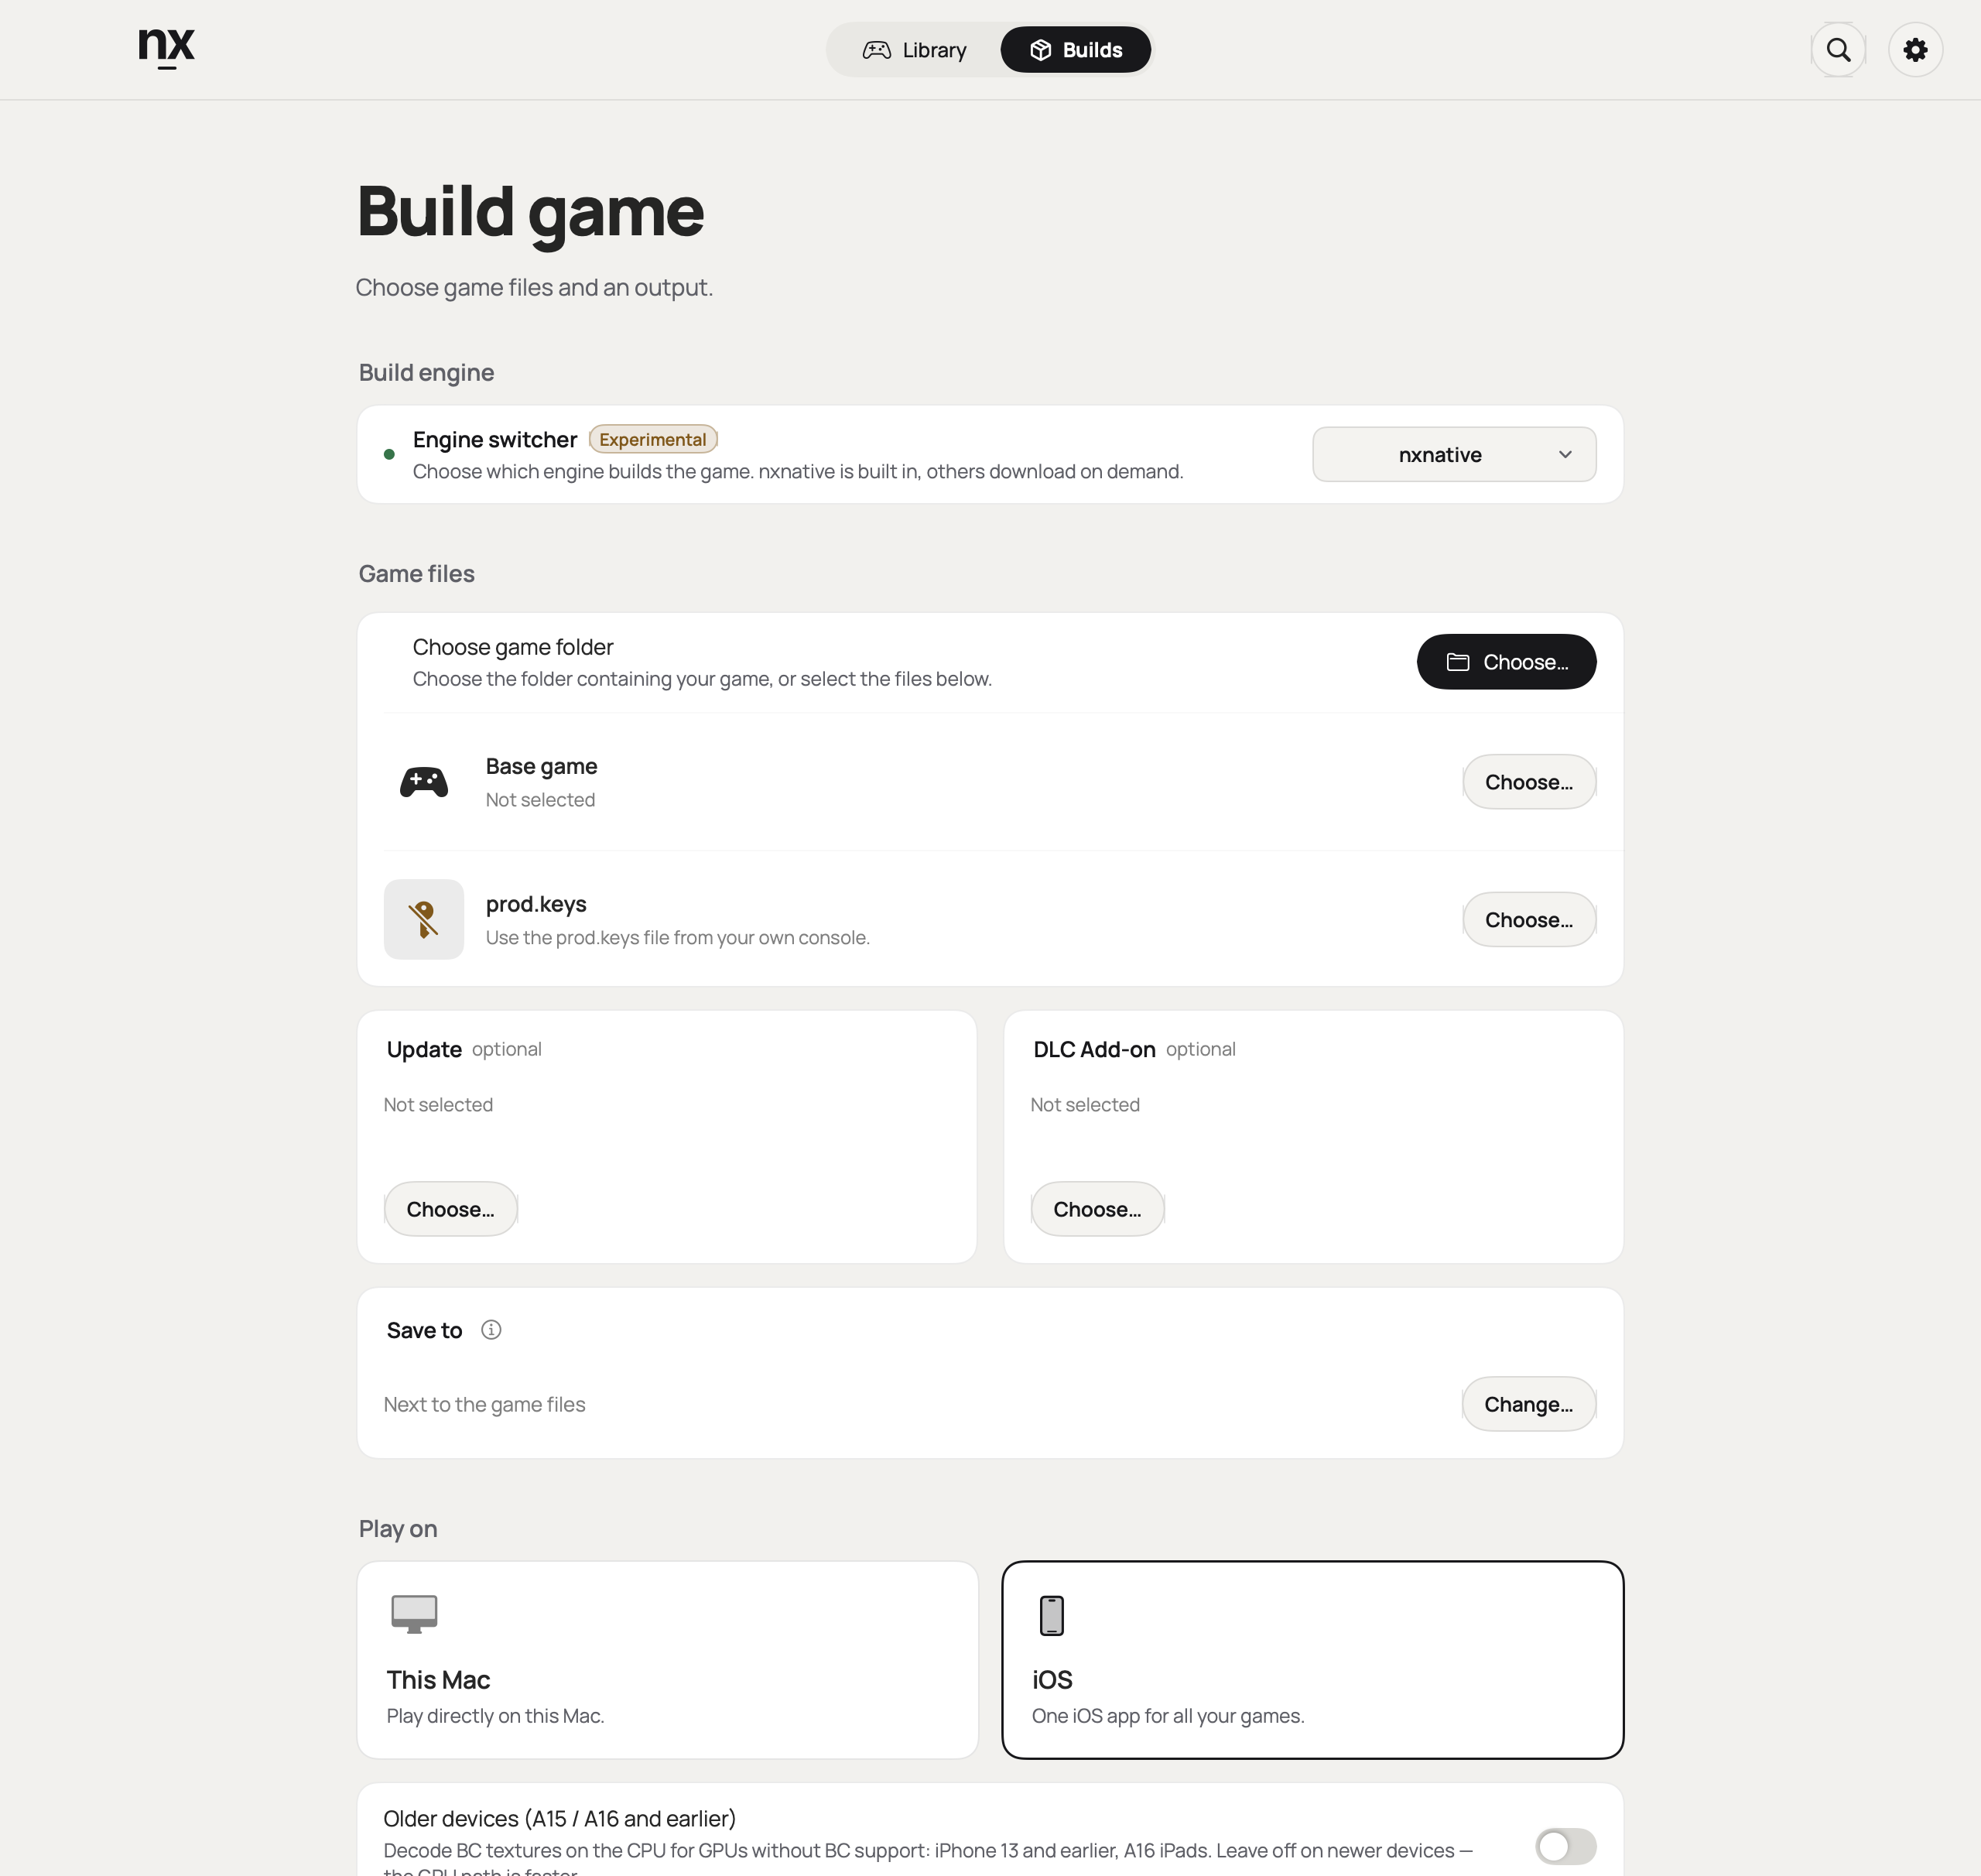 nx
Library
Builds
Build game
Choose game files and an output.
Build engine
Engine switcher Experimental
Choose which engine builds the game. nxnative is built in, others download on demand.
nxnative
Game files
Choose game folder
Choose the folder containing your game, or select the files below.
Choose...
Base game
Not selected
Choose...
prod.keys
Use the prod.keys file from your own console.
Choose...
Update optional
Not selected
Choose...
DLC Add-on optional
Not selected
Choose...
Save to
Next to the game files
Change...
Play on
This Mac
Play directly on this Mac.
iOS
One iOS app for all your games.
Older devices (A15 / A16 and earlier)
Decode BC textures on the CPU for GPUs without BC support: iPhone 13 and earlier, A16 iPads. Leave off on newer devices —
the GPU path is faster.